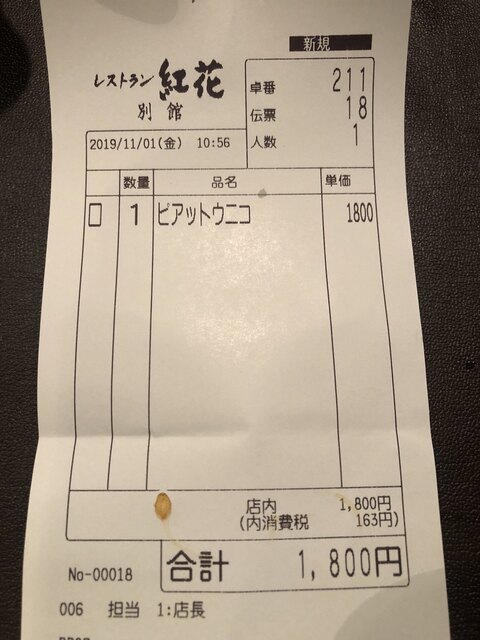 新規
レストラン 紅花
別館
卓番 211
伝票 18
人数 1
2019/11/01(金) 10:56
数量 品名 単価
1 ピアットウニコ 1800
店内 1,800円
(内消費税 163円)
合計 1,800円
No-00018
006 担当 1:店長